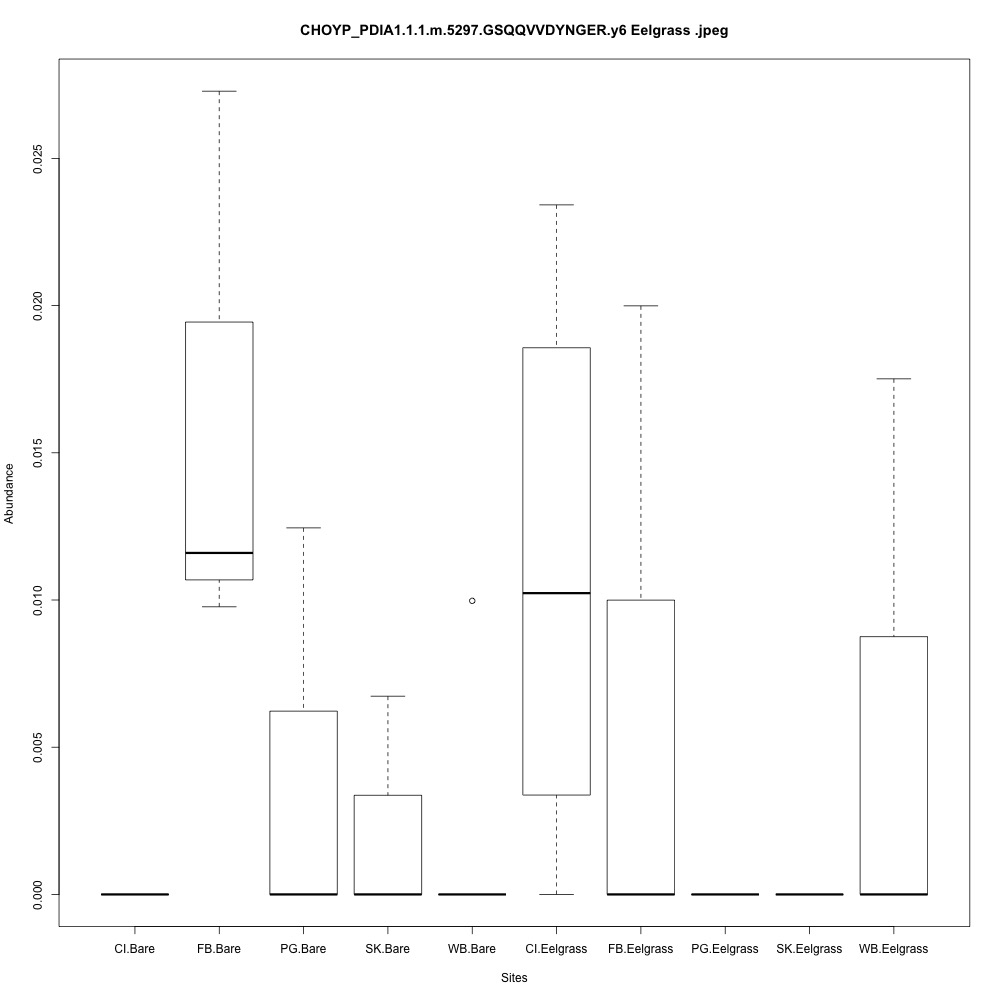 CHOYP_PDIA1.1.1.m.5297.GSQQVVDYNGER.y6 Eelgrass .jpeg
Abundance
0.025
0.020
0.015
0.010
0.005
0.000
CI.Bare FB.Bare PG.Bare SK.Bare WB.Bare CI.Eelgrass FB.Eelgrass PG.Eelgrass SK.Eelgrass WB.Eelgrass
Sites